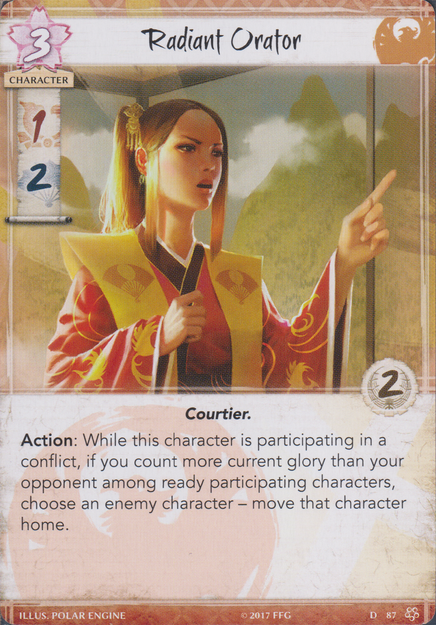 3
Radiant Orator
CHARACTER
1
2
2
Courtier.
Action: While this character is participating in a
conflict, if you count more current glory than your
opponent among ready participating characters,
choose an enemy character – move that character
home.
ILLUS. POLAR ENGINE © 2017 FFG D 87